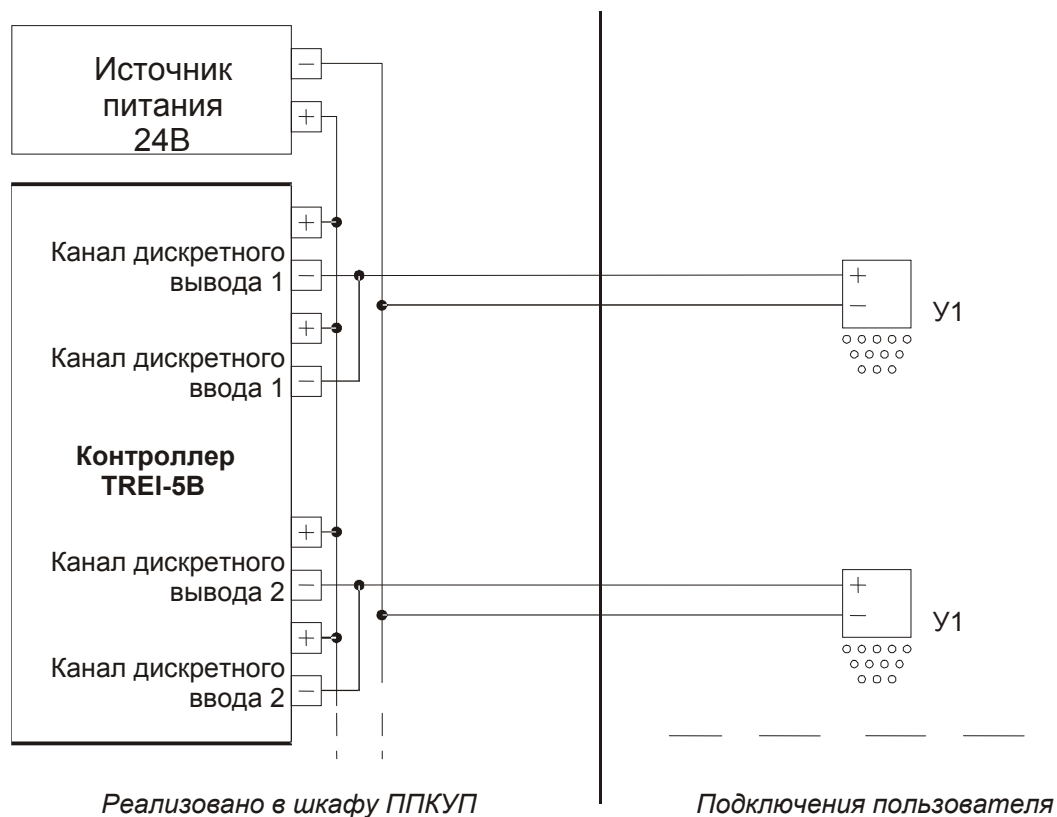 Источник
питания
24В
−
+
+
Канал дискретного
вывода 1
−
+
Канал дискретного
ввода 1
−
+
−
У1
Контроллер
TREI-5В
+
Канал дискретного
вывода 2
−
+
Канал дискретного
ввода 2
−
+
−
У1
Реализовано в шкафу ППКУП
Подключения пользователя